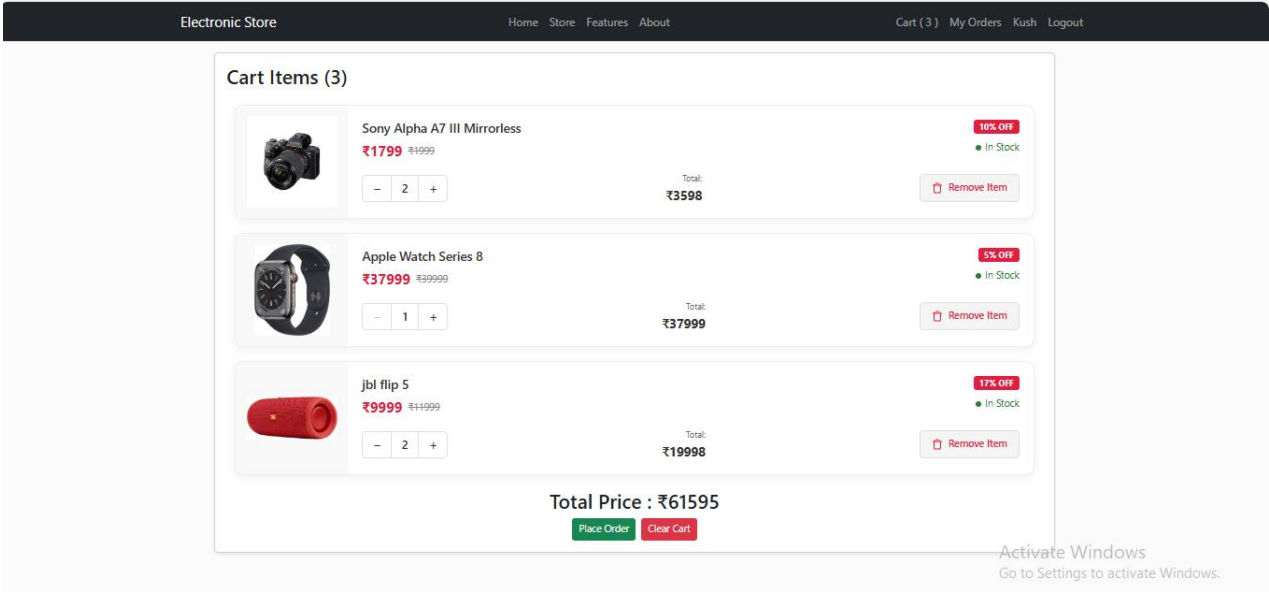 Electronic Store Home Store Features About Cart ( 3 ) My Orders Kush Logout
Cart Items (3)
Sony Alpha A7 III Mirrorless 10% OFF
₹1799 ₹1999 In Stock
Total:
− 2 + ₹3598 Remove Item
Apple Watch Series 8 5% OFF
₹37999 ₹39999 In Stock
Total:
− 1 + ₹37999 Remove Item
jbl flip 5 17% OFF
₹9999 ₹11999 In Stock
Total:
− 2 + ₹19998 Remove Item
Total Price : ₹61595
Place Order Clear Cart
Activate Windows
Go to Settings to activate Windows.